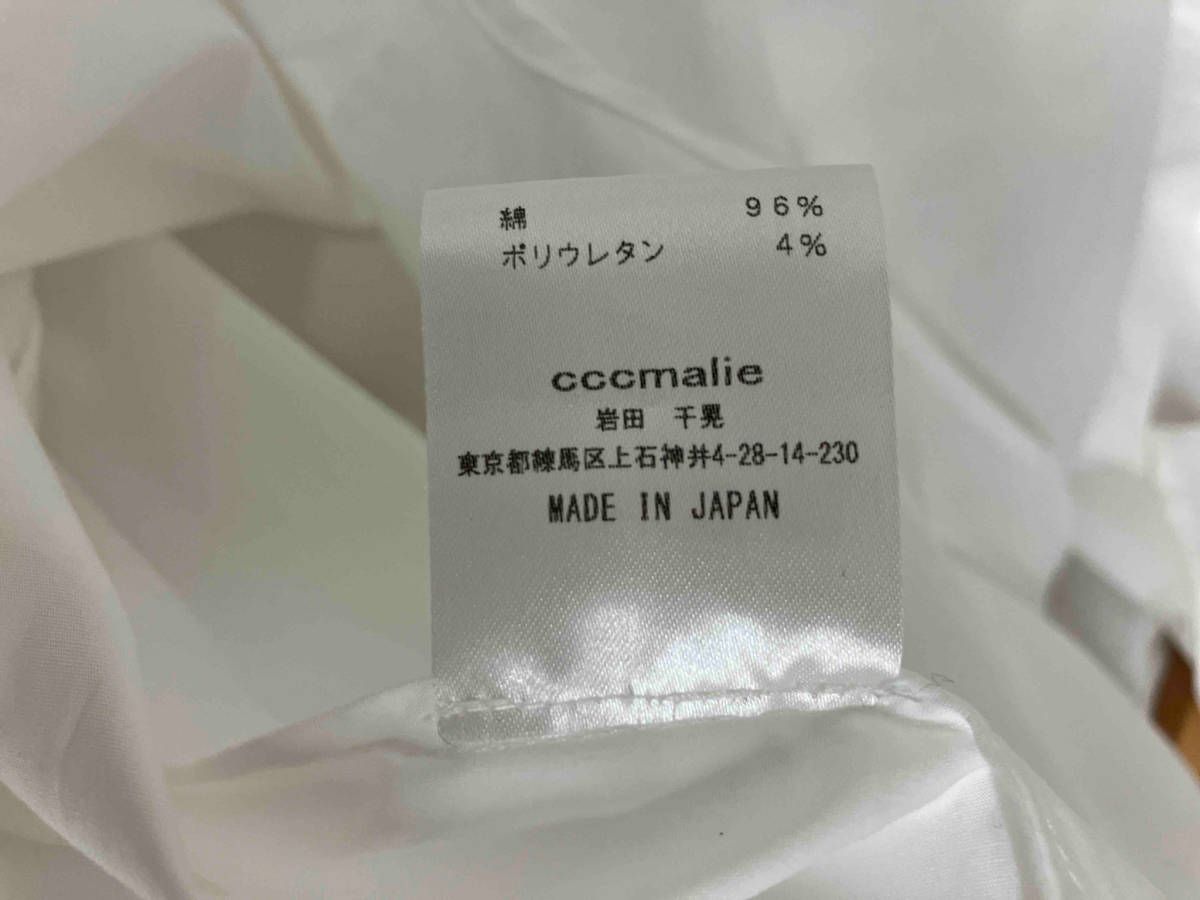 綿 96%
ポリウレタン 4%
cccmalie
岩田 千晃
東京都練馬区上石神井4-28-14-230
MADE IN JAPAN